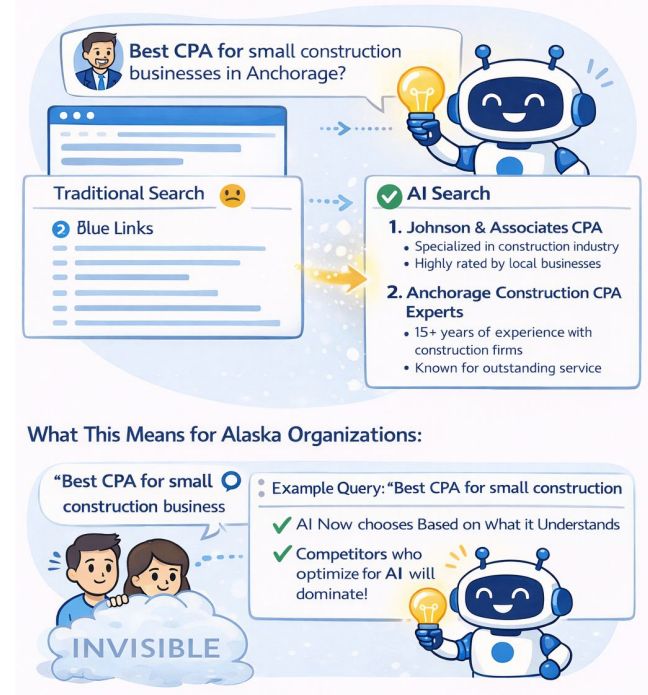 Best CPA for small construction
businesses in Anchorage?
Traditional Search
2 Blue Links
AI Search
1. Johnson & Associates CPA
• Specialized in construction industry
• Highly rated by local businesses
2. Anchorage Construction CPA
Experts
• 15+ years of experience with
construction firms
• Known for outstanding service
What This Means for Alaska Organizations:
“Best CPA for small
construction business
Example Query: “Best CPA for small construction
AI Now chooses Based on What it Understands
Competitors who
optimize for AI will
dominate!
INVISIBLE